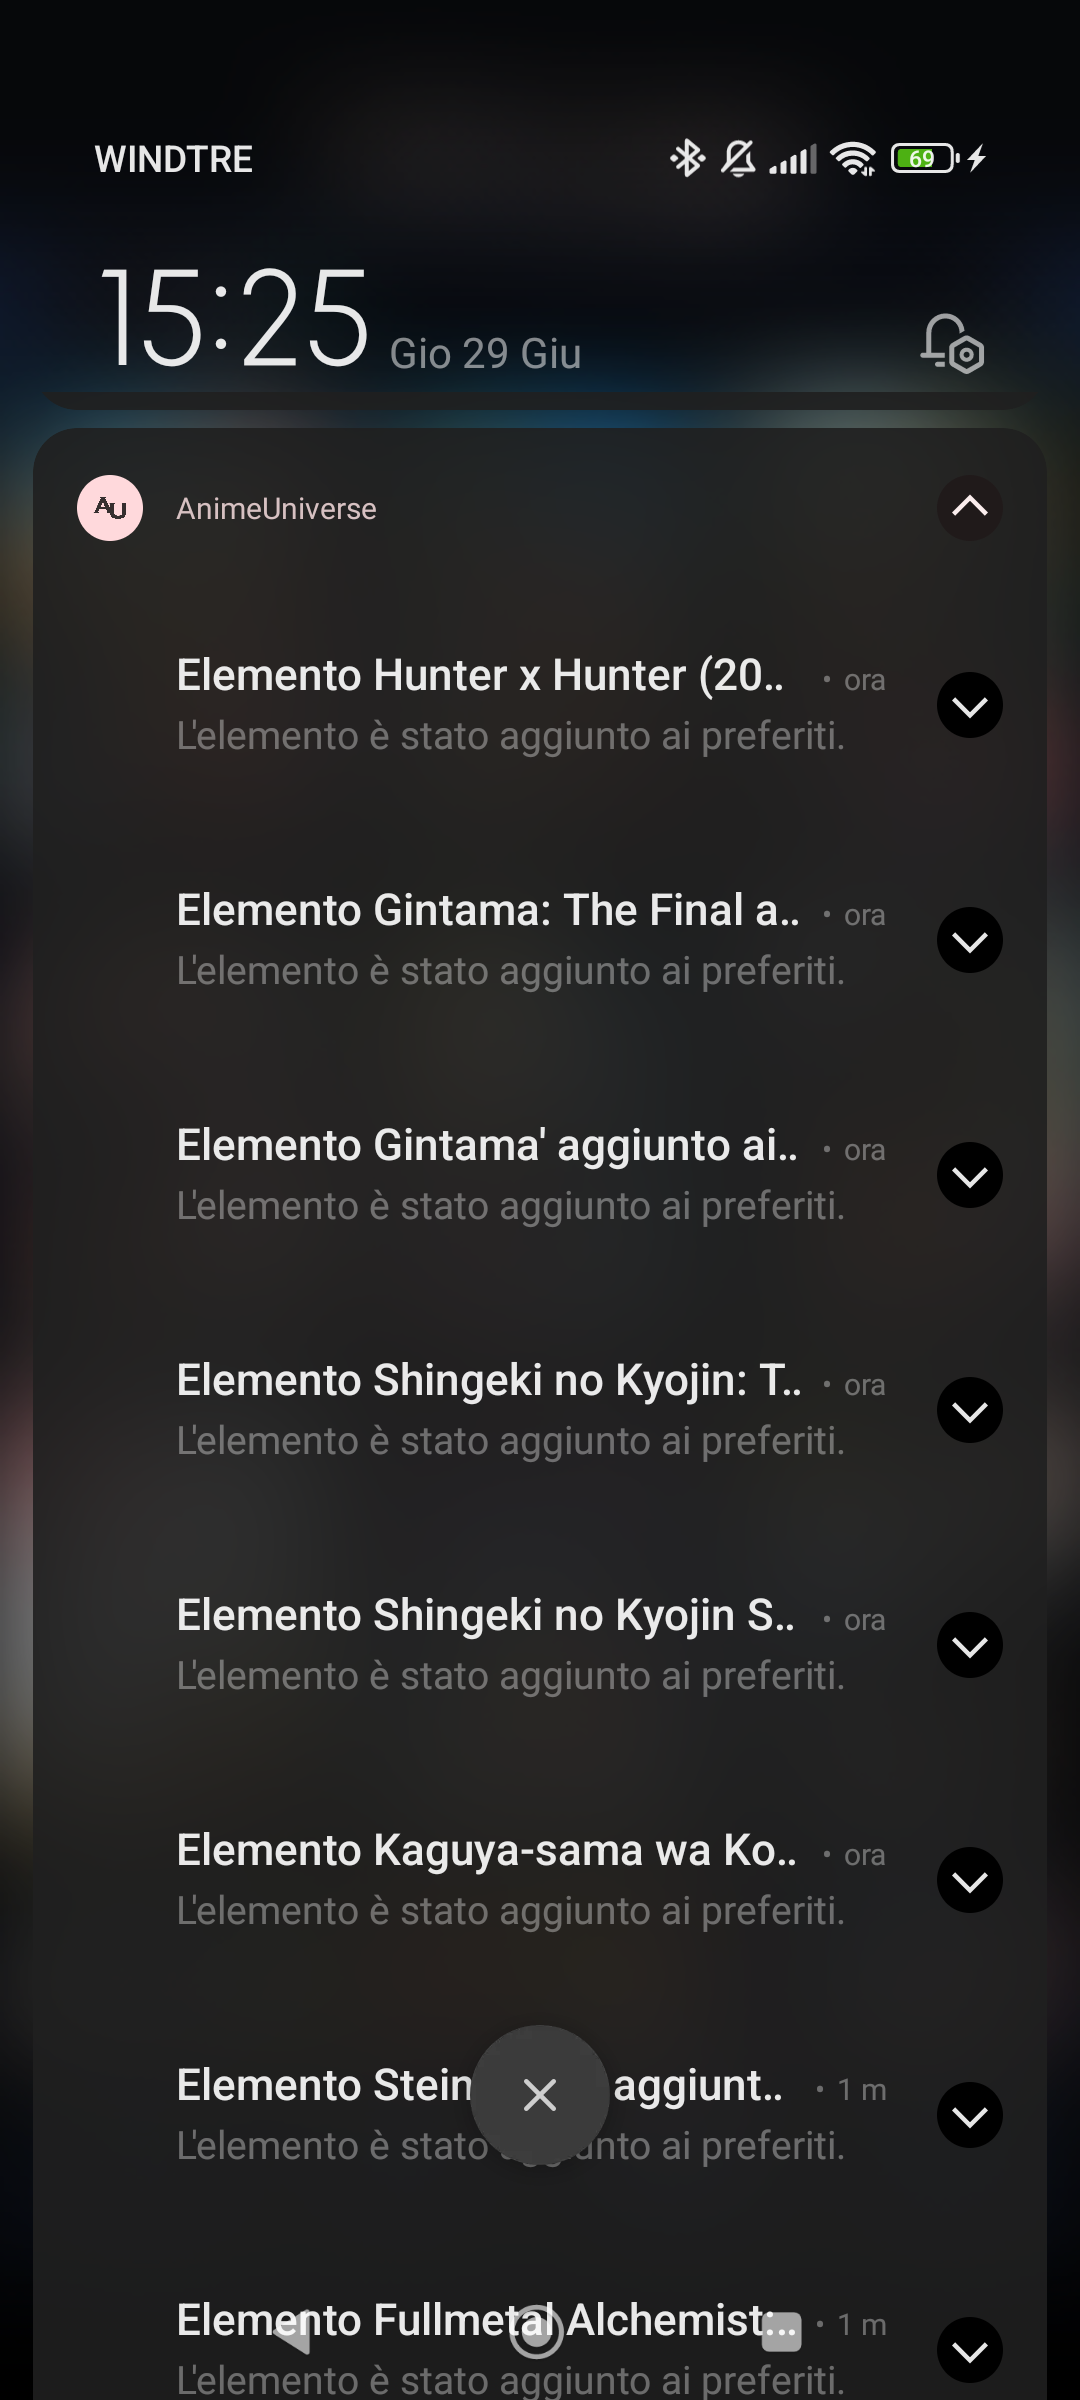 WINDTRE
69
15:25 Gio 29 Giu
AU AnimeUniverse
Elemento Hunter x Hunter (20.. • ora
L'elemento è stato aggiunto ai preferiti.
Elemento Gintama: The Final a.. • ora
L'elemento è stato aggiunto ai preferiti.
Elemento Gintama' aggiunto ai.. • ora
L'elemento è stato aggiunto ai preferiti.
Elemento Shingeki no Kyojin: T.. • ora
L'elemento è stato aggiunto ai preferiti.
Elemento Shingeki no Kyojin S.. • ora
L'elemento è stato aggiunto ai preferiti.
Elemento Kaguya-sama wa Ko.. • ora
L'elemento è stato aggiunto ai preferiti.
Elemento Stein aggiunt.. • 1 m
L'elemento è stato aggiunto ai preferiti.
Elemento Fullmetal Alchemist:.. • 1 m
L'elemento è stato aggiunto ai preferiti.